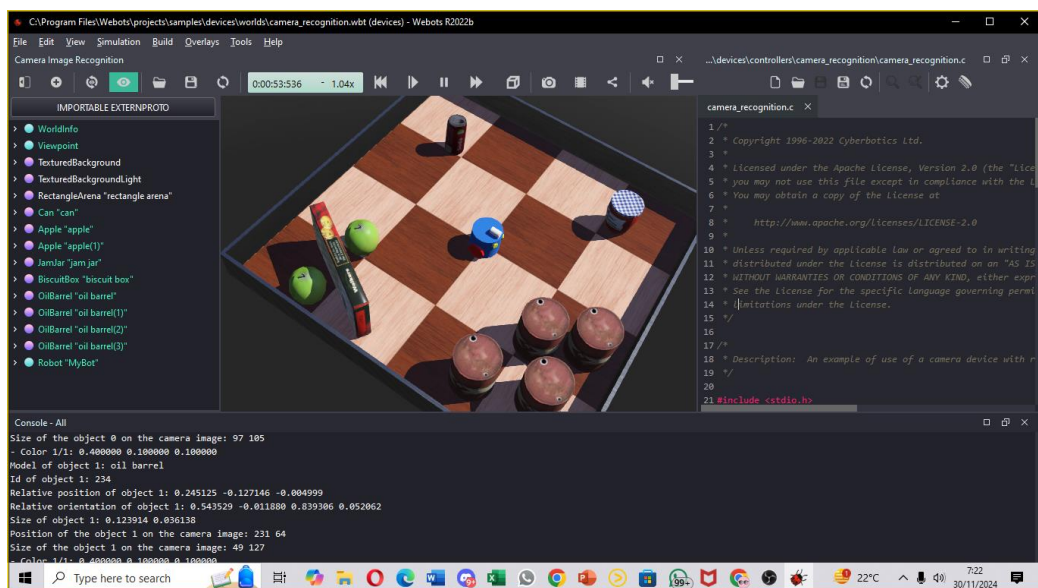 C:\Program Files\Webots\projects\samples\devices\worlds\camera_recognition.wbt (devices) - Webots R2022b
File Edit View Simulation Build Overlays Tools Help
Camera Image Recognition
0:00:53:536 - 1.04x
IMPORTABLE EXTERNPROTO
WorldInfo
Viewpoint
TexturedBackground
TexturedBackgroundLight
RectangleArena "rectangle arena"
Can "can"
Apple "apple"
Apple "apple(1)"
JamJar "jam jar"
BiscuitBox "biscuit box"
OilBarrel "oil barrel"
OilBarrel "oil barrel(1)"
OilBarrel "oil barrel(2)"
OilBarrel "oil barrel(3)"
Robot "MyBot"
...\devices\controllers\camera_recognition\camera_recognition.c
camera_recognition.c
1 /*
2 * Copyright 1996-2022 Cyberbotics Ltd.
3 *
4 * Licensed under the Apache License, Version 2.0 (the "Lice
5 * you may not use this file except in compliance with the L
6 * You may obtain a copy of the License at
7 *
8 * http://www.apache.org/licenses/LICENSE-2.0
9 *
10 * Unless required by applicable law or agreed to in writing
11 * distributed under the License is distributed on an "AS IS
12 * WITHOUT WARRANTIES OR CONDITIONS OF ANY KIND, either expr
13 * See the License for the specific language governing permi
14 * limitations under the License.
15 */
16
17 /*
18 * Description: An example of use of a camera device with r
19 */
20
21 #include <stdio.h>
Console - All
Size of the object 0 on the camera image: 97 105
- Color 1/1: 0.400000 0.100000 0.100000
Model of object 1: oil barrel
Id of object 1: 234
Relative position of object 1: 0.245125 -0.127146 -0.004999
Relative orientation of object 1: 0.543529 -0.011880 0.839306 0.052062
Size of object 1: 0.123914 0.036138
Position of the object 1 on the camera image: 231 64
Size of the object 1 on the camera image: 49 127
- Color 1/1: 0.400000 0.100000 0.100000
Type here to search
99+
22°C
7:22
30/11/2024